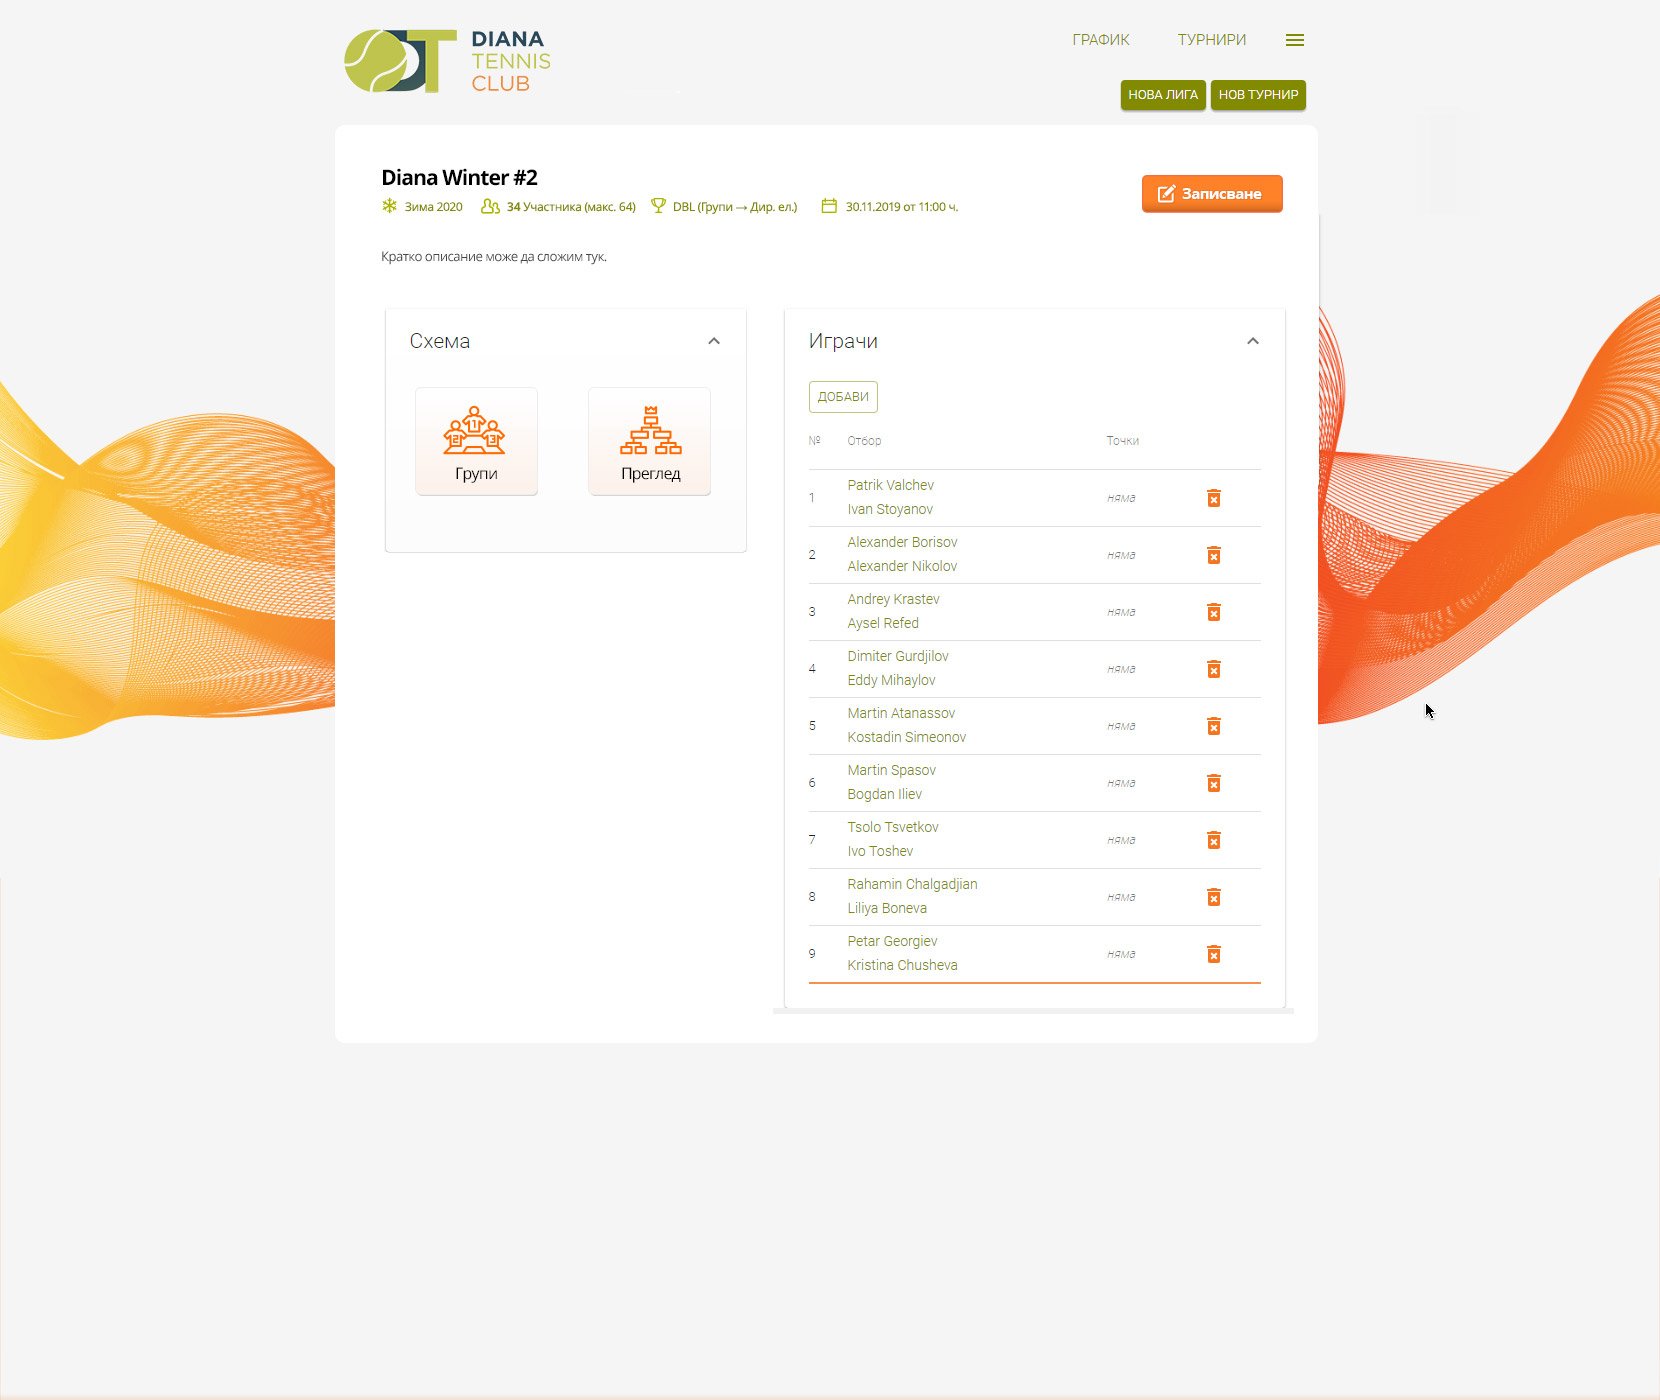 DIANA
TENNIS
CLUB
ГРАФИК
ТУРНИРИ
НОВА ЛИГА
НОВ ТУРНИР
Diana Winter #2
Записване
Зима 2020
34 Участника (макс. 64)
DBL (Групи → Дир. ел.)
30.11.2019 от 11:00 ч.
Кратко описание може да сложим тук.
Схема
1
2
3
Групи
Преглед
Играчи
ДОБАВИ
№ Отбор Точки
1 Patrik Valchev
Ivan Stoyanov няма
2 Alexander Borisov
Alexander Nikolov няма
3 Andrey Krastev
Aysel Refed няма
4 Dimiter Gurdjilov
Eddy Mihaylov няма
5 Martin Atanassov
Kostadin Simeonov няма
6 Martin Spasov
Bogdan Iliev няма
7 Tsolo Tsvetkov
Ivo Toshev няма
8 Rahamin Chalgadjian
Liliya Boneva няма
9 Petar Georgiev
Kristina Chusheva няма